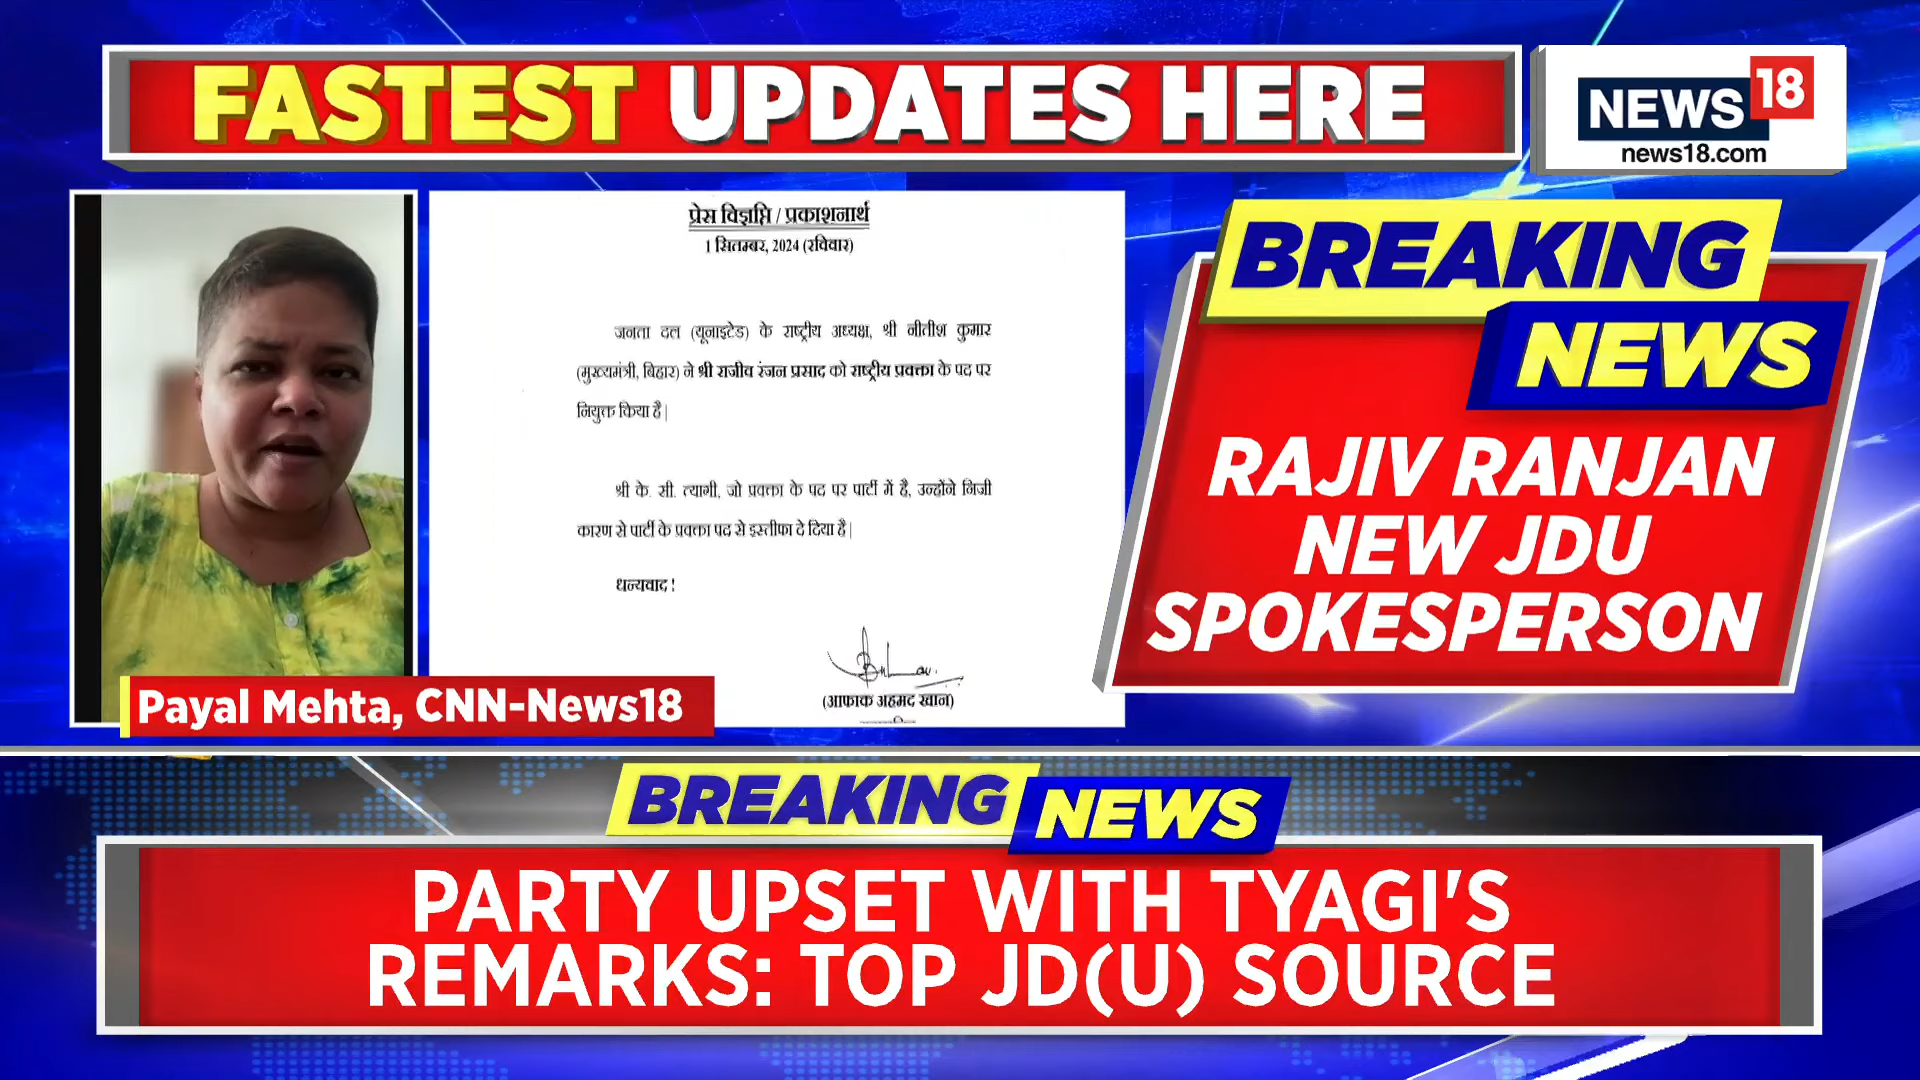 FASTEST UPDATES HERE
NEWS 18
news18.com
प्रेस विज्ञप्ति / प्रकाशनार्थ
1 सितम्बर, 2024 (रविवार)
जनता दल (यूनाइटेड) के राष्ट्रीय अध्यक्ष, श्री नीतीश कुमार
(मुख्यमंत्री, बिहार) ने श्री राजीव रंजन प्रसाद को राष्ट्रीय प्रवक्ता के पद पर
नियुक्त किया है|
श्री के. सी. त्यागी, जो प्रवक्ता के पद पर पार्टी में है, उन्होंने निजी
कारण से पार्टी के प्रवक्ता पद से इस्तीफा दे दिया है|
धन्यवाद !
(आफाक अहमद खान)
BREAKING
NEWS
RAJIV RANJAN
NEW JDU
SPOKESPERSON
Payal Mehta, CNN-News18
BREAKING NEWS
PARTY UPSET WITH TYAGI'S
REMARKS: TOP JD(U) SOURCE